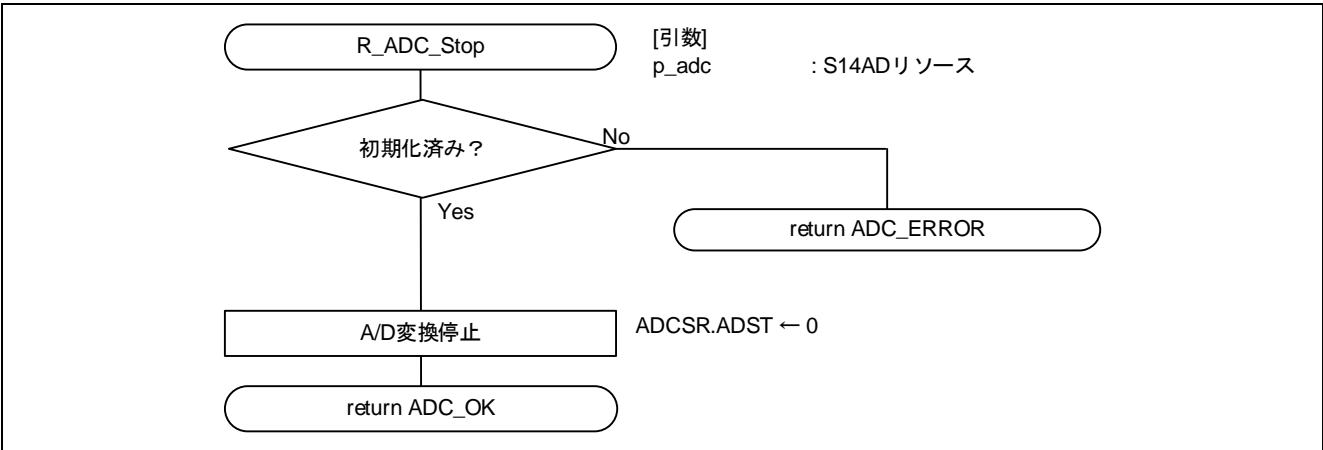 R_ADC_Stop
[引数]
p_adc : S14ADリソース
初期化済み？
No
Yes
return ADC_ERROR
A/D変換停止
ADCSR.ADST ← 0
return ADC_OK